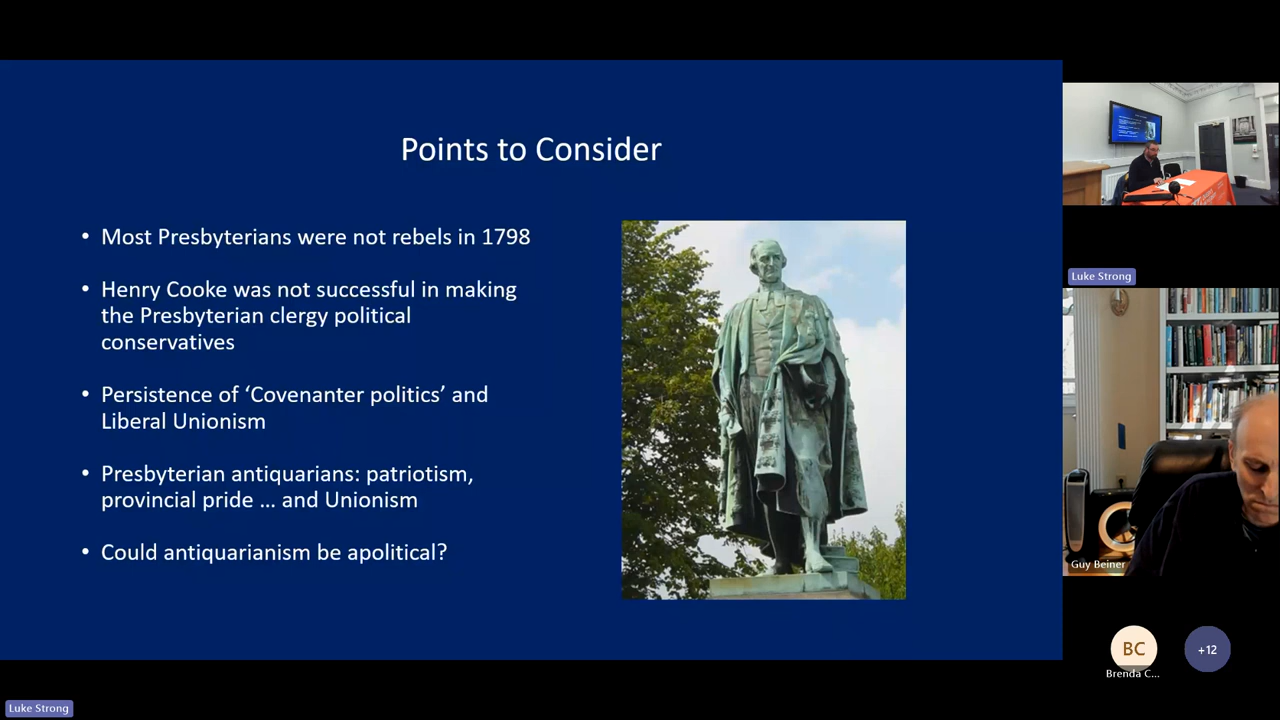 Points to Consider
• Most Presbyterians were not rebels in 1798
• Henry Cooke was not successful in making
the Presbyterian clergy political
conservatives
• Persistence of ‘Covenanter politics’ and
Liberal Unionism
• Presbyterian antiquarians: patriotism,
provincial pride … and Unionism
• Could antiquarianism be apolitical?
Luke Strong
Guy Beiner
BC
Brenda C...
+12
Luke Strong